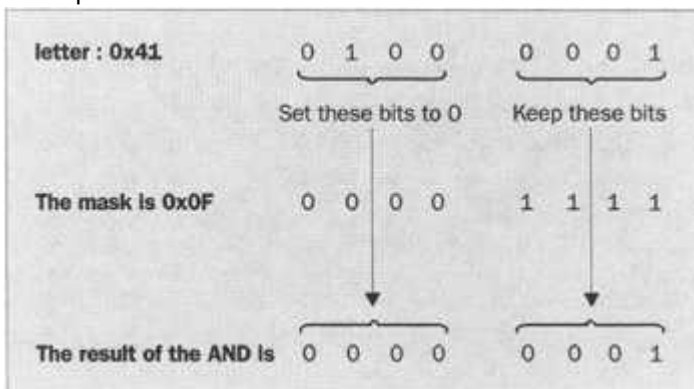 letter : 0x41 0 1 0 0 0 0 0 1
Set these bits to 0 Keep these bits
The mask is 0x0F 0 0 0 0 1 1 1 1
The result of the AND is 0 0 0 0 0 0 0 1